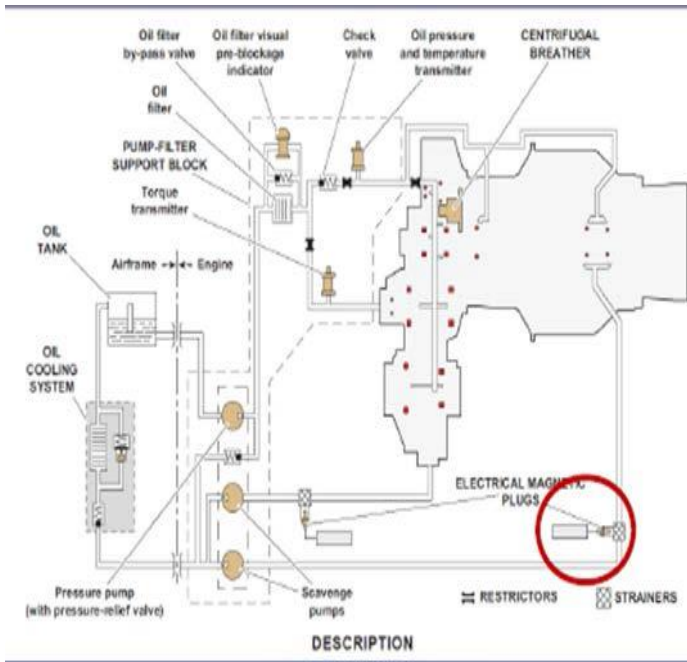 Oil filter
by-pass valve
Oil filter visual
pre-blockage
indicator
Check
valve
Oil pressure
and temperature
transmitter
CENTRIFUGAL
BREATHER
Oil
filter
PUMP-FILTER
SUPPORT BLOCK
Torque
transmitter
OIL
TANK
Airframe
Engine
OIL
COOLING
SYSTEM
ELECTRICAL MAGNETIC
PLUGS
Pressure pump
(with pressure-relief valve)
Scavenge
pumps
RESTRICTORS
STRAINERS
DESCRIPTION